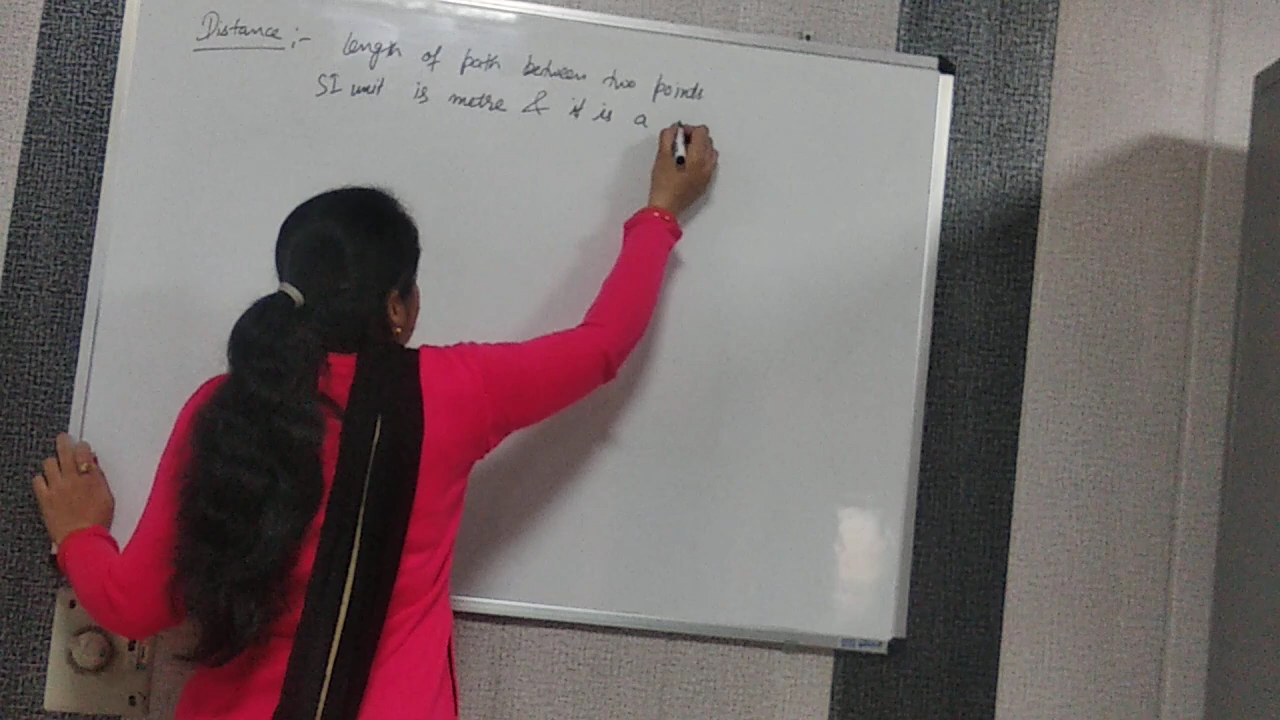 Distance :- length of path between two points
SI unit is metre & it is a